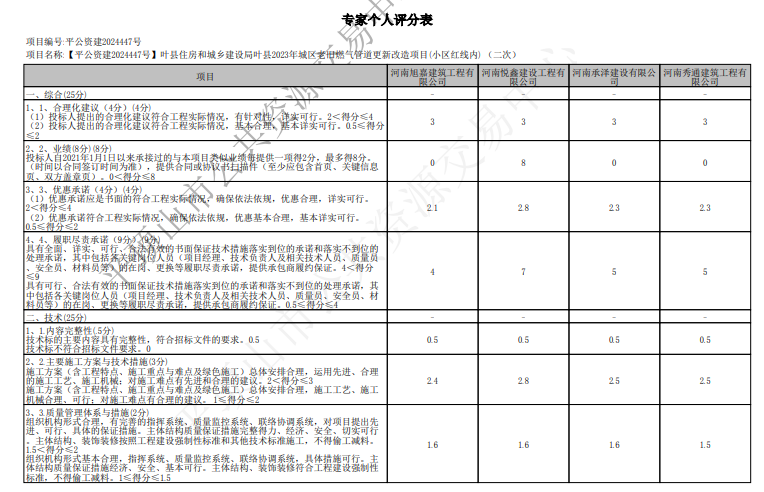 专家个人评分表
项目编号:平公资建2024447号
项目名称:【平公资建2024447号】叶县住房和城乡建设局叶县2023年城区老旧燃气管道更新改造项目(小区红线内)（二次）
项目 河南旭嘉建筑工程有限公司 河南悦鑫建设工程有限公司 河南承泽建设有限公司 河南秀通建筑工程有限公司
一、综合(25分) - - - -
1、1、合理化建议（4分）(4分)
（1）投标人提出的合理化建议符合工程实际情况，有针对性，详实可行。2＜得分≤4
（2）投标人提出的合理化建议符合工程实际情况，基本合理，基本详实可行。0.5≤得分
≤2
3 3 3 3
2、2、业绩(8分)(8分)
投标人自2021年1月1日以来承接过的与本项目类似业绩每提供一项得2分，最多得8分。
（时间以合同签订时间为准），提供合同或协议书扫描件（至少应包含首页、关键信息
页、双方盖章页）。0＜得分≤8
0 8 0 0
3、3、优惠承诺（4分）(4分)
（1）优惠承诺应是书面的符合工程实际情况，确保依法依规，优惠合理，详实可行。
2＜得分≤4
（2）优惠承诺符合工程实际情况，确保依法依规，优惠基本合理，基本详实可行。
0.5≤得分≤2
2.1 2.8 2.3 2.3
4、4、履职尽责承诺（9分）(9分)
具有全面、详实、可行、合法有效的书面保证技术措施落实到位的承诺和落实不到位的
处理承诺，其中包括各关键岗位人员（项目经理、技术负责人及相关技术人员、质量员
、安全员、材料员等）的在岗、更换等履职尽责承诺，提供承包商履约保证。4＜得分
≤9
具有可行、合法有效的书面保证技术措施落实到位的承诺和落实不到位的处理承诺，其
中包括各关键岗位人员（项目经理、技术负责人及相关技术人员、质量员、安全员、材
料员等）的在岗、更换等履职尽责承诺，提供承包商履约保证。0.5≤得分≤4
4 7 5 5
二、技术(25分) - - - -
1、1.内容完整性(.5分)
技术标的主要内容具有完整性，符合招标文件的要求。0.5
技术标不符合招标文件要求。0
0.5 0.5 0.5 0.5
2、2主要施工方案与技术措施(3分)
施工方案（含工程特点、施工重点与难点及绿色施工）总体安排合理，运用先进、合理
的施工工艺、施工机械；对施工难点有先进和合理的建议。2＜得分≤3
施工方案（含工程特点、施工重点与难点及绿色施工）总体安排合理，施工工艺、施工
机械合理、可行；对施工难点有合理的建议。 1≤得分≤2
2.4 2.8 2.5 2.5
3、3.质量管理体系与措施(2分)
组织机构形式合理，有完善的指挥系统、质量监控系统、联络协调系统，对项目提出先
进、可行、具体的保证措施。主体结构质量保证措施完整得力、经济、安全、切实可行
。主体结构、装饰装修按照工程建设强制性标准和其他技术标准施工，不得偷工减料。
1.5＜得分≤2
组织机构形式基本合理，指挥系统、质量监控系统、联络协调系统，具体措施可行。主
体结构质量保证措施经济、安全、基本可行。主体结构、装饰装修符合工程建设强制性
标准，不得偷工减料。1≤得分≤1.5
1.6 1.6 1.6 1.5
平顶山市公共资源交易中心